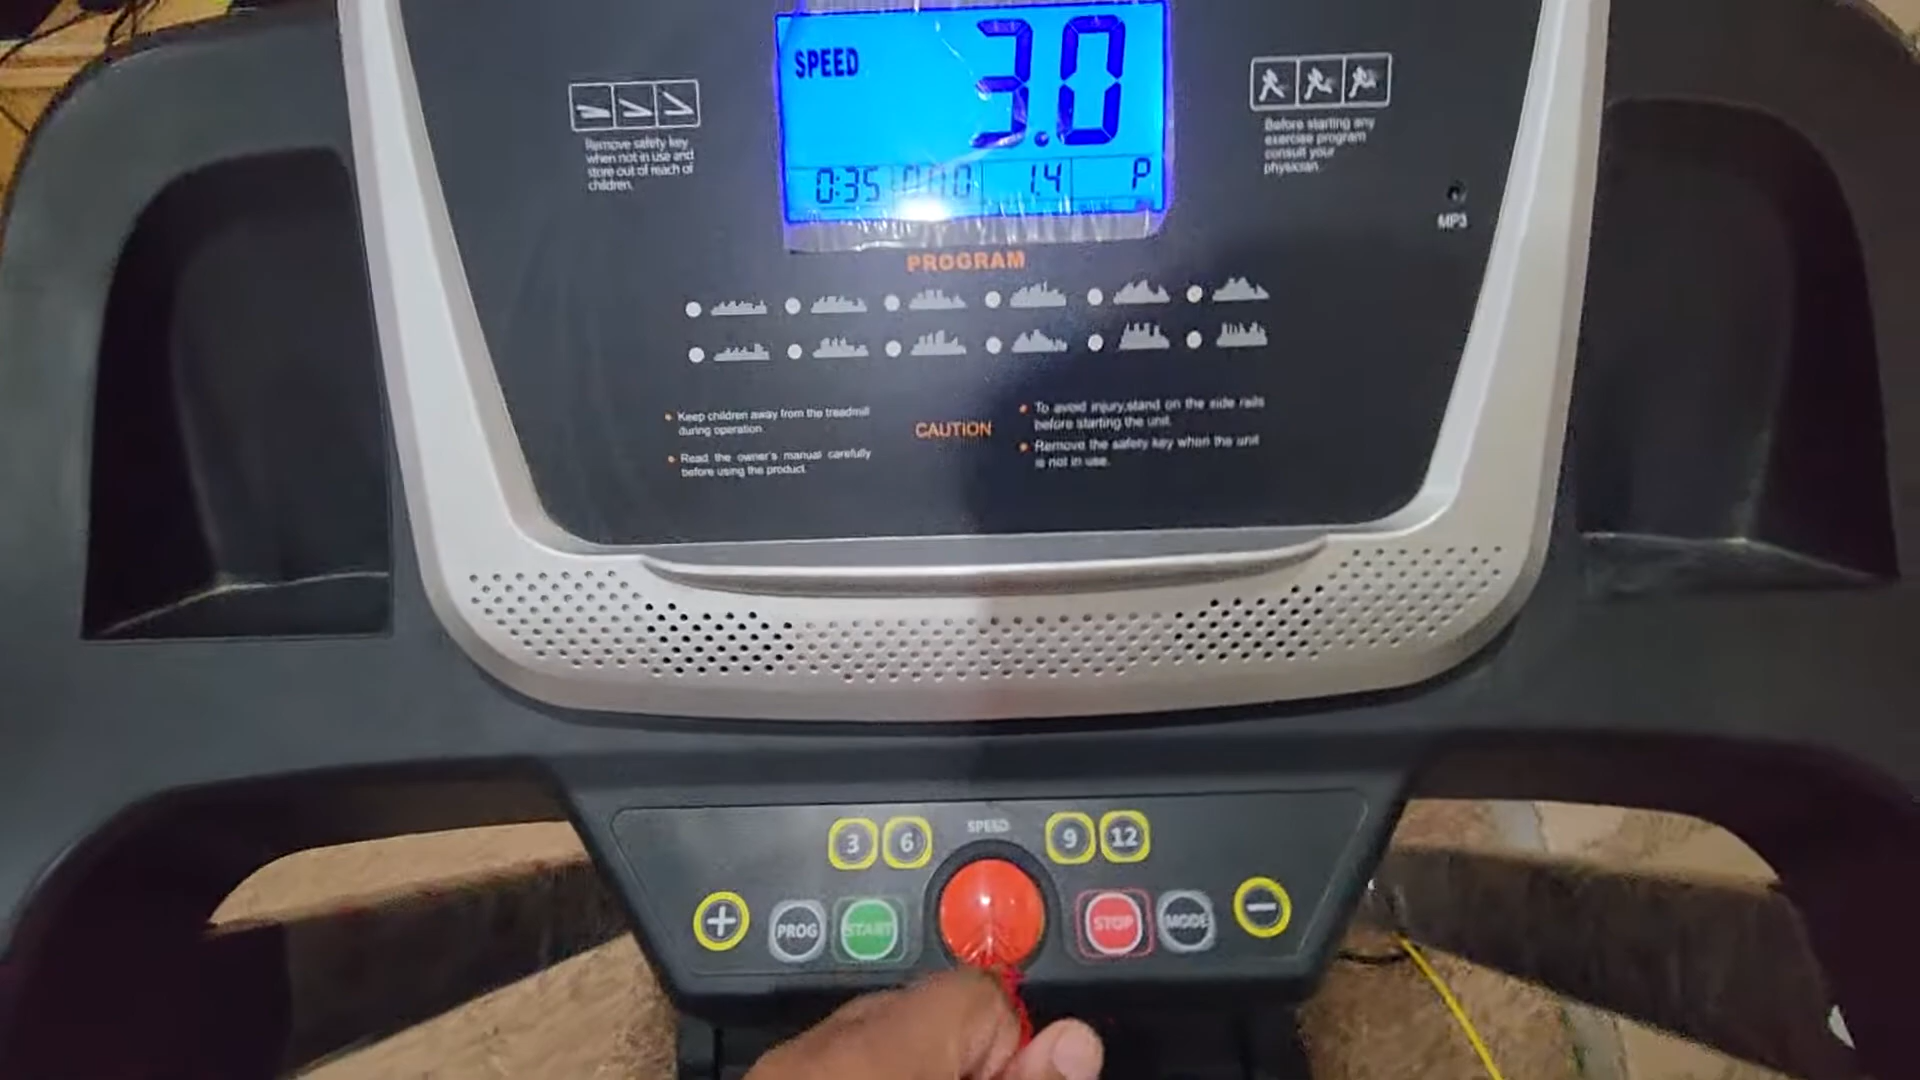 SPEED
3.0
0:35
1.4
P
Remove safety key
when not in use and
store out of reach of
children.
Before starting any
exercise program
consult your
physician.
MP3
PROGRAM
• Keep children away from the treadmill
during operation.
• Read the owner's manual carefully
before using the product.
CAUTION
• To avoid injury,stand on the side rails
before starting the unit.
• Remove the safety key when the unit
is not in use.
3
6
SPEED
9
12
+
PROG
START
STOP
MODE
−